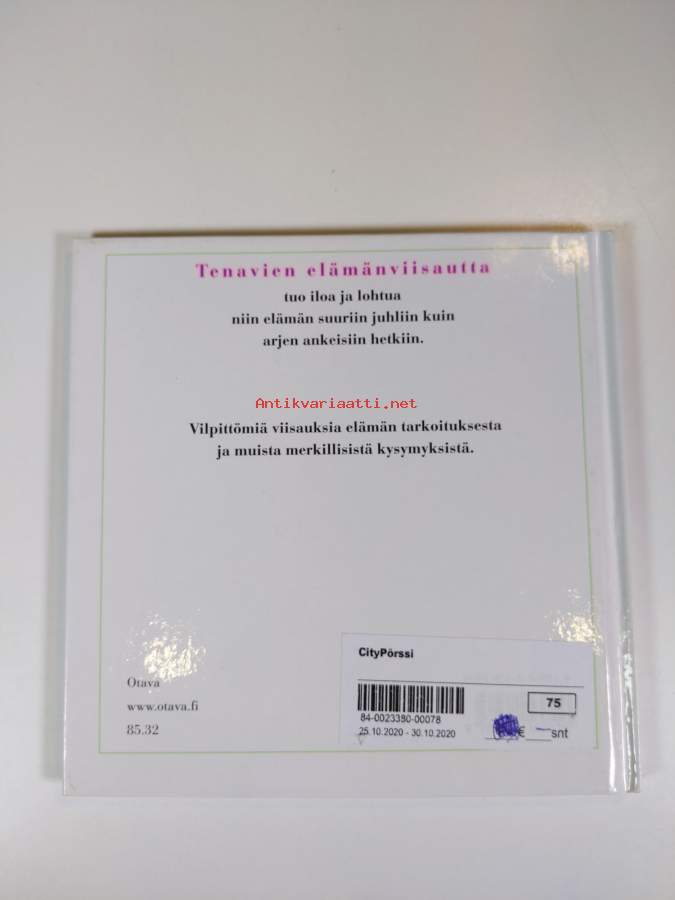 Tenavien elämänviisautta
tuo iloa ja lohtua
niin elämän suuriin juhliin kuin
arjen ankeisiin hetkiin.
Antikvariaatti.net
Vilpittömiä viisauksia elämän tarkoituksesta
ja muista merkillisistä kysymyksistä.
CityPörssi
75
84-0023380-00078
25.10.2020 - 30.10.2020
€ snt
Otava
www.otava.fi
85.32